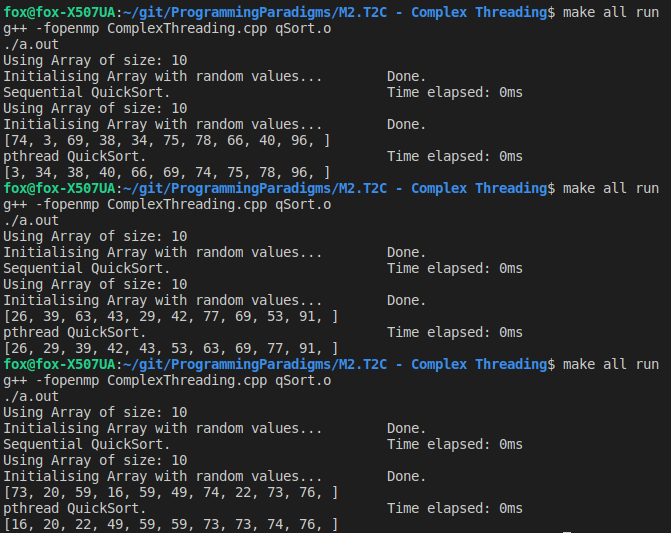 fox@fox-X507UA:~/git/ProgrammingParadigms/M2.T2C - Complex Threading$ make all run
g++ -fopenmp ComplexThreading.cpp qSort.o
./a.out
Using Array of size: 10
Initialising Array with random values...        Done.
Sequential QuickSort.                           Time elapsed: 0ms
Using Array of size: 10
Initialising Array with random values...        Done.
[74, 3, 69, 38, 34, 75, 78, 66, 40, 96, ]
pthread QuickSort.                              Time elapsed: 0ms
[3, 34, 38, 40, 66, 69, 74, 75, 78, 96, ]
fox@fox-X507UA:~/git/ProgrammingParadigms/M2.T2C - Complex Threading$ make all run
g++ -fopenmp ComplexThreading.cpp qSort.o
./a.out
Using Array of size: 10
Initialising Array with random values...        Done.
Sequential QuickSort.                           Time elapsed: 0ms
Using Array of size: 10
Initialising Array with random values...        Done.
[26, 39, 63, 43, 29, 42, 77, 69, 53, 91, ]
pthread QuickSort.                              Time elapsed: 0ms
[26, 29, 39, 42, 43, 53, 63, 69, 77, 91, ]
fox@fox-X507UA:~/git/ProgrammingParadigms/M2.T2C - Complex Threading$ make all run
g++ -fopenmp ComplexThreading.cpp qSort.o
./a.out
Using Array of size: 10
Initialising Array with random values...        Done.
Sequential QuickSort.                           Time elapsed: 0ms
Using Array of size: 10
Initialising Array with random values...        Done.
[73, 20, 59, 16, 59, 49, 74, 22, 73, 76, ]
pthread QuickSort.                              Time elapsed: 0ms
[16, 20, 22, 49, 59, 59, 73, 73, 74, 76, ]